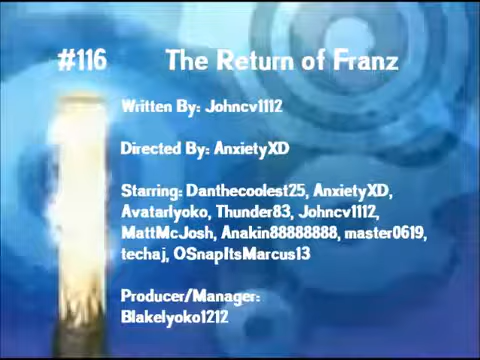 #116 The Return of Franz
Written By: Johncv1112
Directed By: AnxietyXD
Starring: Danthecoolest25, AnxietyXD,
Avatarlyoko, Thunder83, Johncv1112,
MattMcJosh, Anakin88888888, master0619,
techaj, OSnapItsMarcus13
Producer/Manager:
Blakelyoko1212